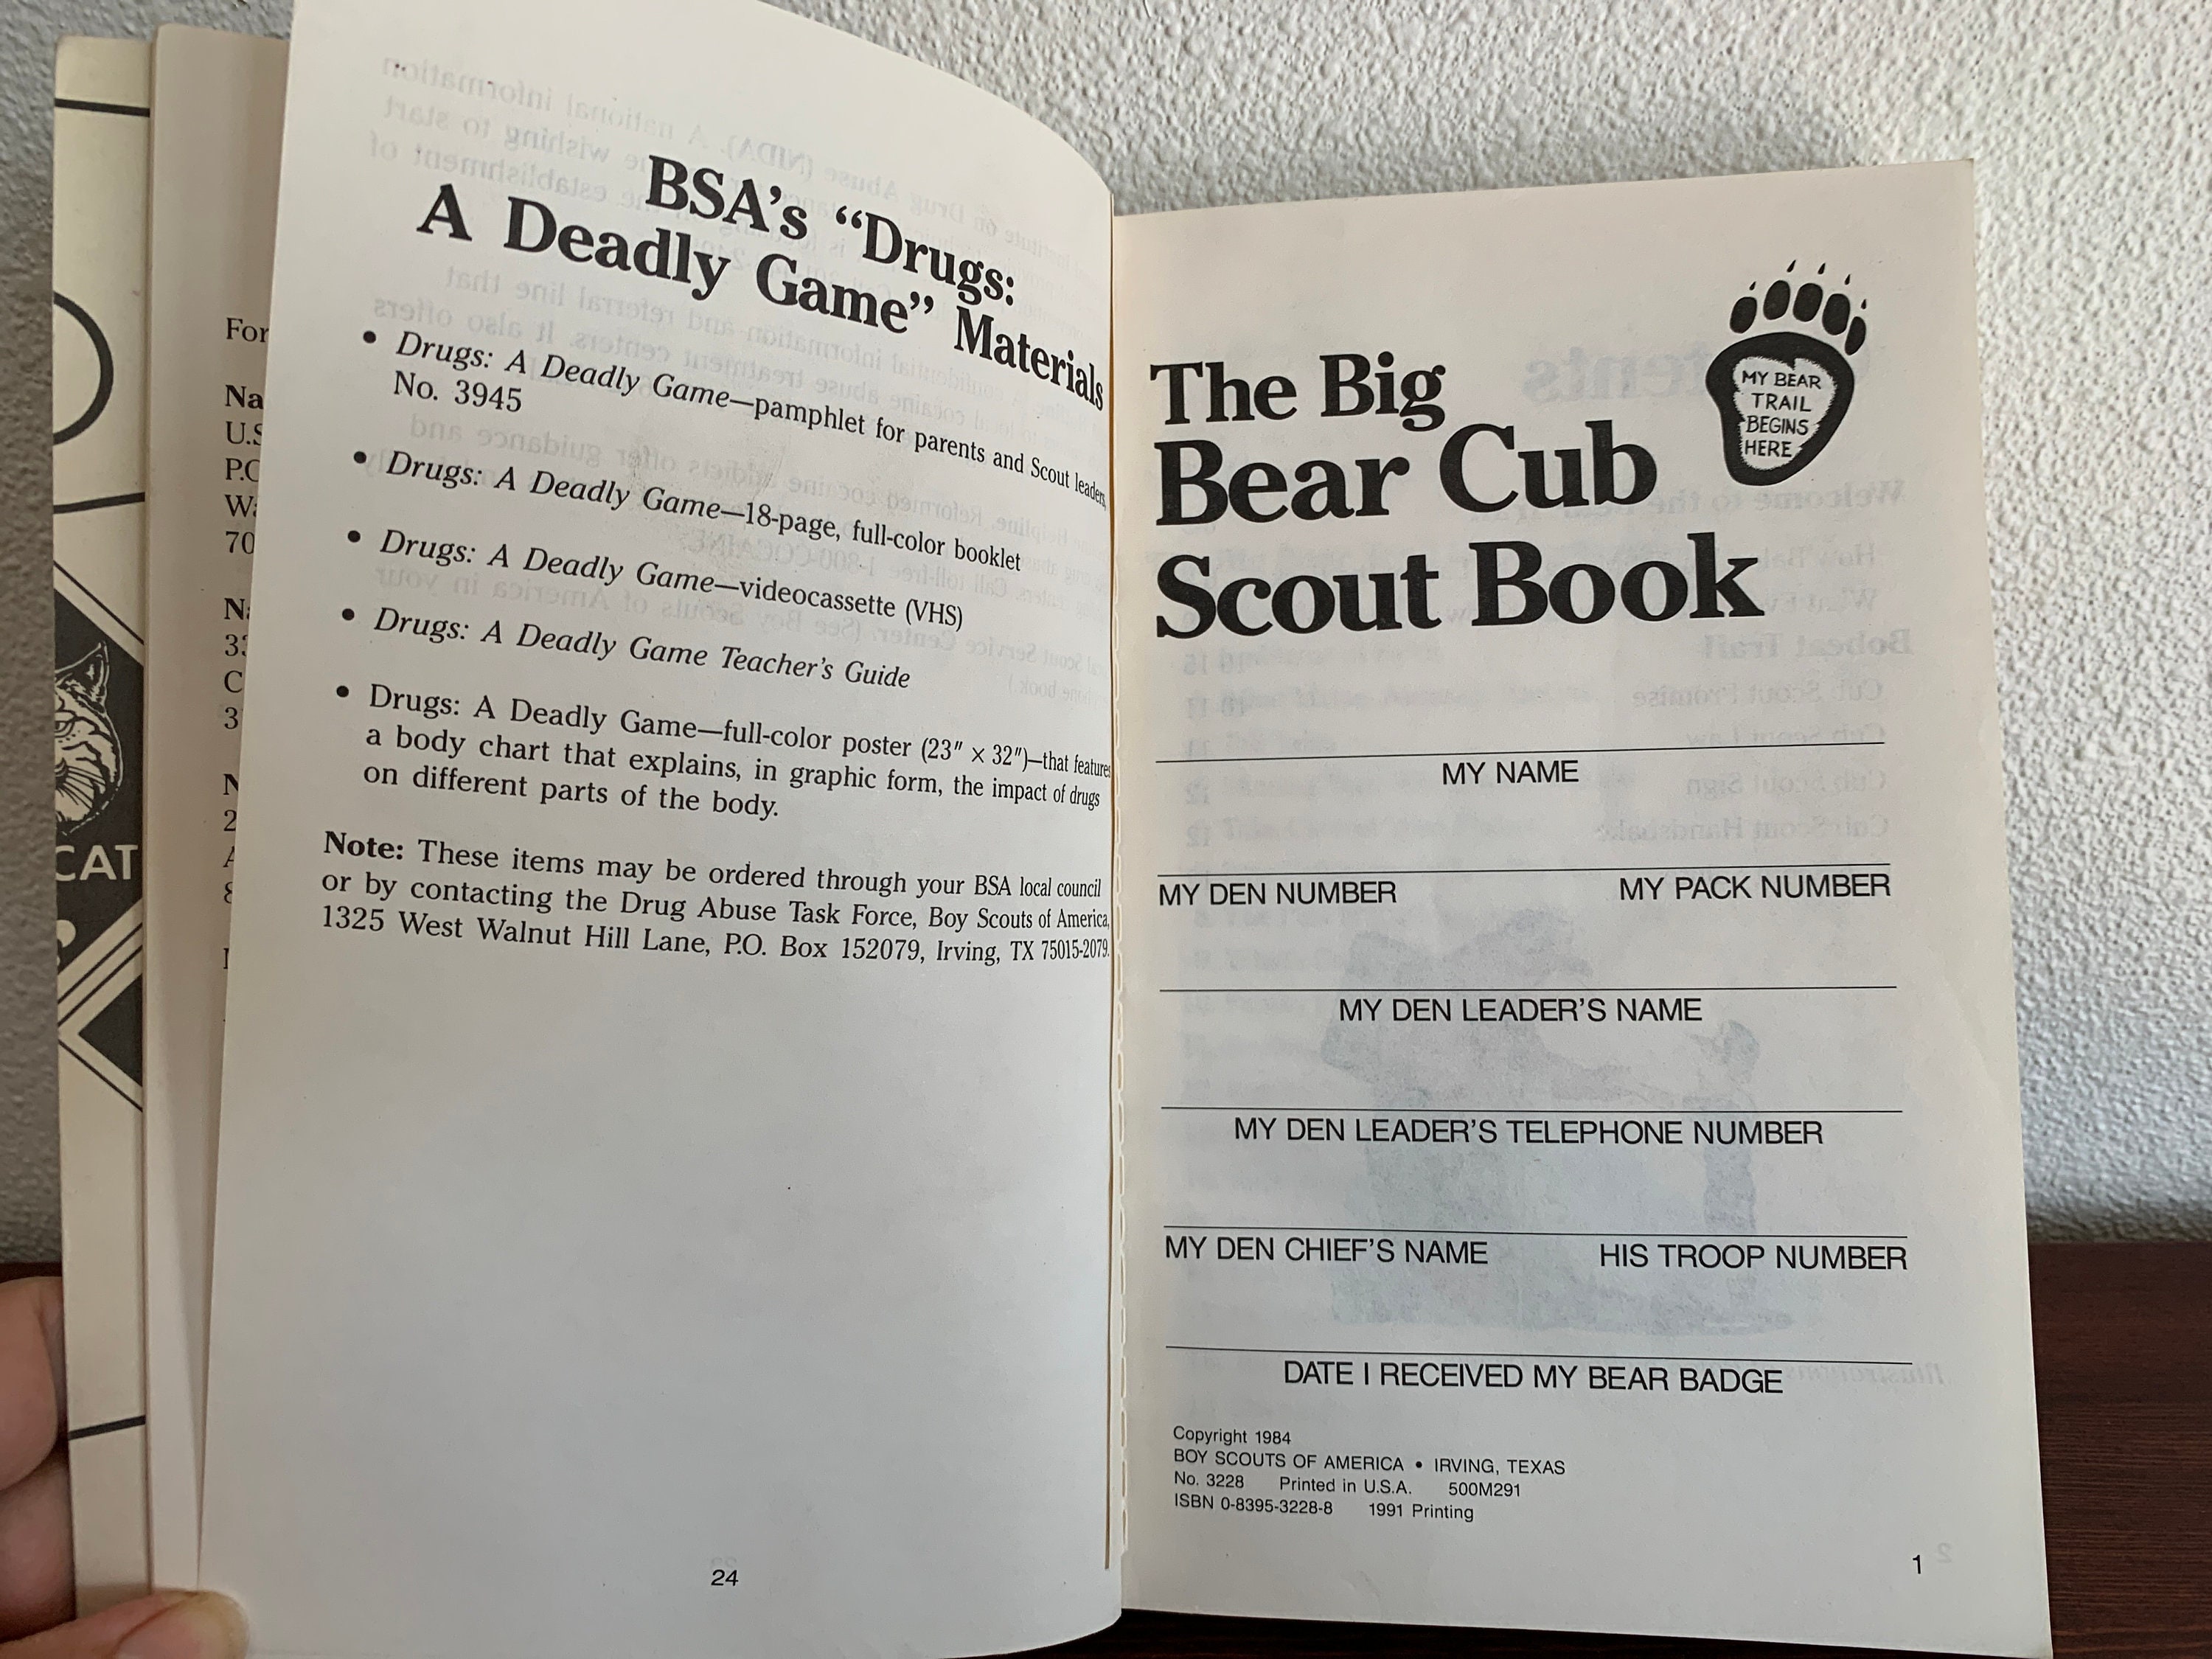 CAT
For
Na
U.S
P.O
70
BSA's “Drugs:
A Deadly Game” Materials
• Drugs: A Deadly Game—pamphlet for parents and Scout leaders,
No. 3945
• Drugs: A Deadly Game—18-page, full-color booklet
• Drugs: A Deadly Game—videocassette (VHS)
• Drugs: A Deadly Game Teacher's Guide
• Drugs: A Deadly Game—full-color poster (23" × 32")—that features
a body chart that explains, in graphic form, the impact of drugs
on different parts of the body.
Note: These items may be ordered through your BSA local council
or by contacting the Drug Abuse Task Force, Boy Scouts of America,
1325 West Walnut Hill Lane, P.O. Box 152079, Irving, TX 75015-2079.
24
The Big
Bear Cub
Scout Book
MY BEAR
TRAIL
BEGINS
HERE
MY NAME
MY DEN NUMBER MY PACK NUMBER
MY DEN LEADER'S NAME
MY DEN LEADER'S TELEPHONE NUMBER
MY DEN CHIEF'S NAME HIS TROOP NUMBER
DATE I RECEIVED MY BEAR BADGE
Copyright 1984
BOY SCOUTS OF AMERICA • IRVING, TEXAS
No. 3228 Printed in U.S.A. 500M291
ISBN 0-8395-3228-8 1991 Printing
1